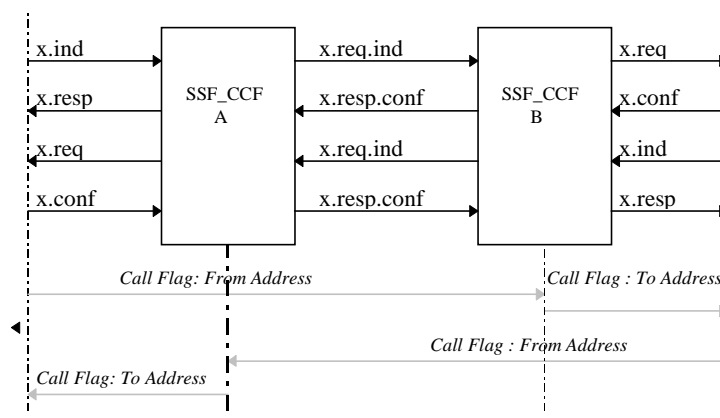 x.ind
x.req.ind
x.req
x.resp
SSF_CCF
A
x.resp.conf
SSF_CCF
B
x.conf
x.req
x.req.ind
x.ind
x.conf
x.resp.conf
x.resp
Call Flag: From Address
Call Flag : To Address
Call Flag : From Address
Call Flag: To Address